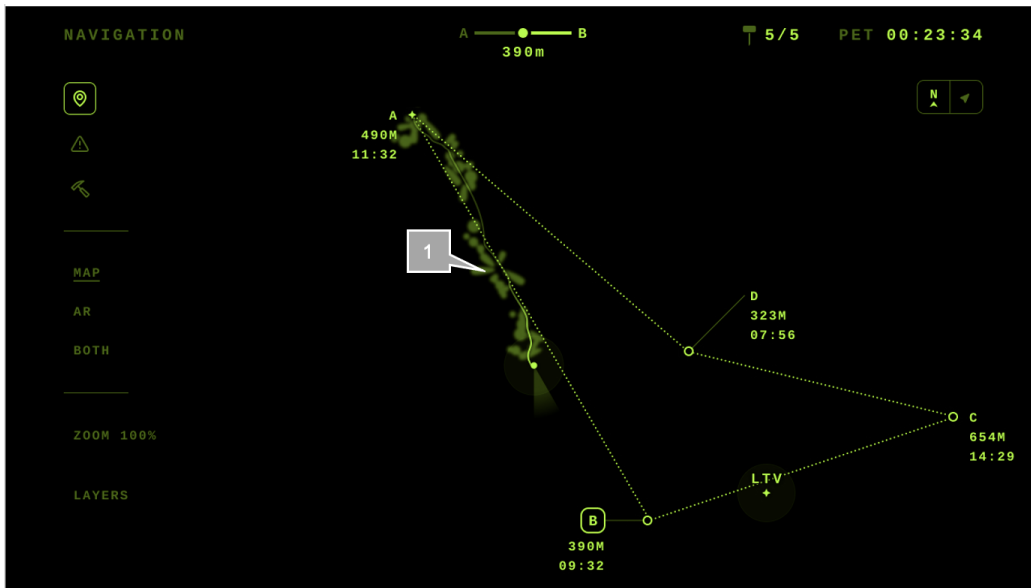 NAVIGATION
A B
390m
5/5
PET 00:23:34
N
A
490M
11:32
1
MAP
AR
BOTH
D
323M
07:56
ZOOM 100%
C
654M
14:29
LAYERS
LTV
B
390M
09:32